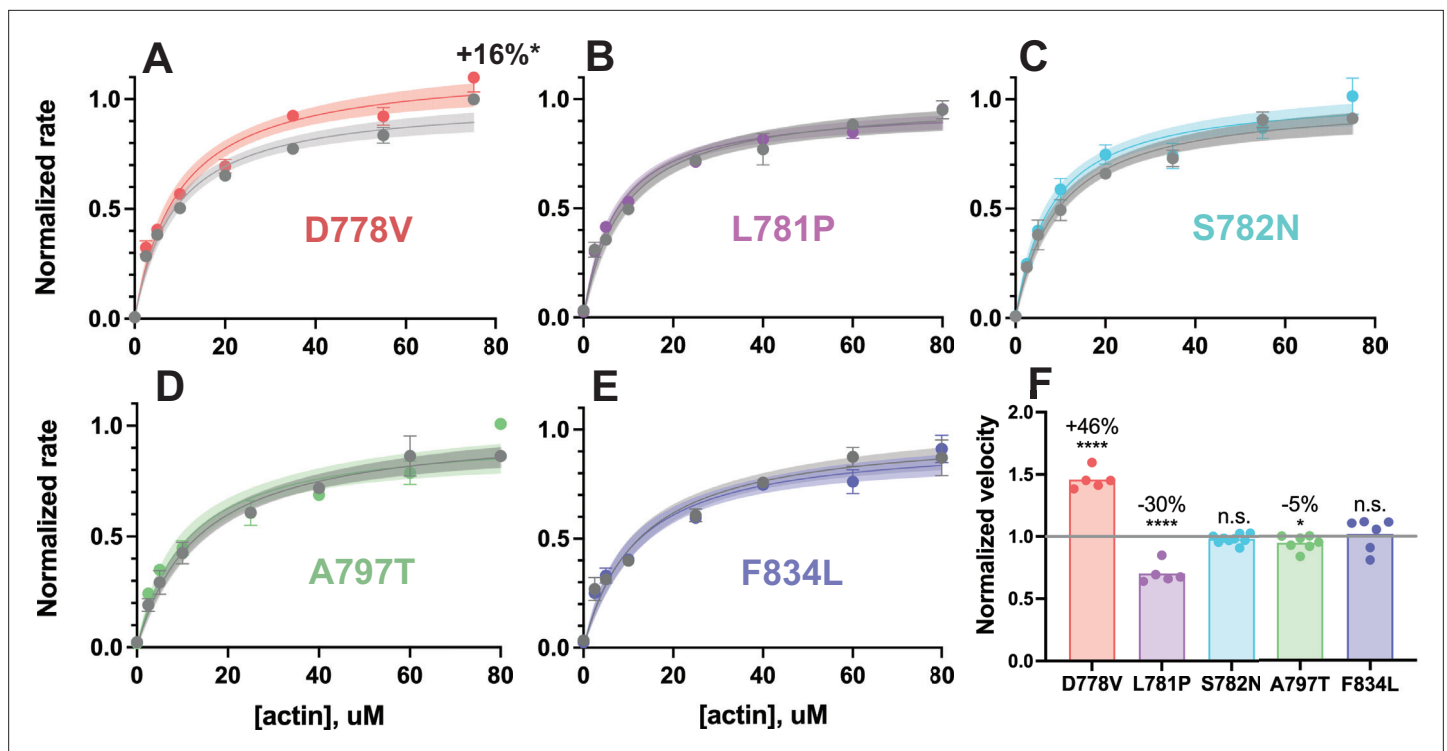 A
+16%*
Normalized rate
1.0
0.5
0.0
D778V
0 20 40 60 80
B
1.0
0.5
0.0
L781P
0 20 40 60 80
C
1.0
0.5
0.0
S782N
0 20 40 60 80
D
Normalized rate
1.0
0.5
0.0
A797T
0 20 40 60 80
[actin], uM
E
1.0
0.5
0.0
F834L
0 20 40 60 80
[actin], uM
F
Normalized velocity
2.0
1.5
1.0
0.5
0.0
+46%
****
-30%
****
n.s.
-5%
*
n.s.
D778V L781P S782N A797T F834L